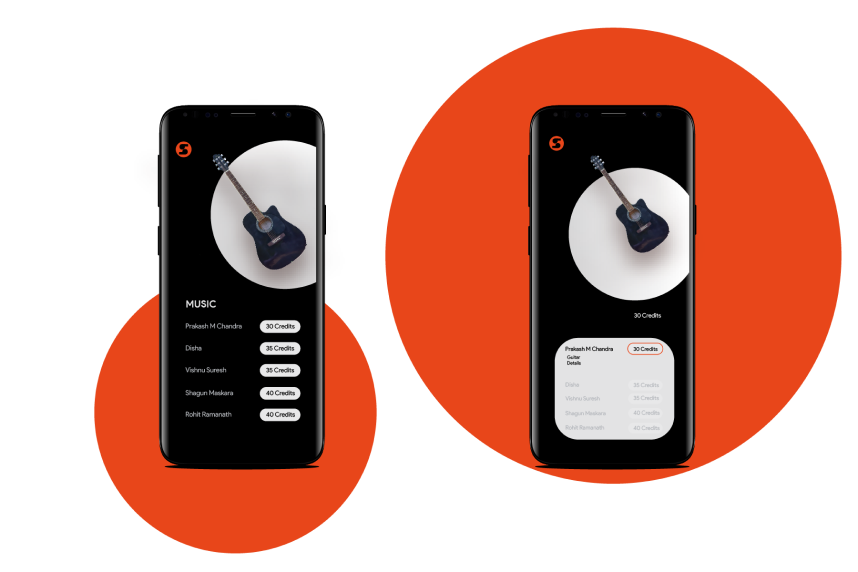 MUSIC
Prakash M Chandra 30 Credits
Disha 35 Credits
Vishnu Suresh 35 Credits
Shagun Maskara 40 Credits
Rohit Ramanath 40 Credits
30 Credits
Prakash M Chandra 30 Credits
Guitar
Details
Disha 35 Credits
Vishnu Suresh 35 Credits
Shagun Maskara 40 Credits
Rohit Ramanath 40 Credits